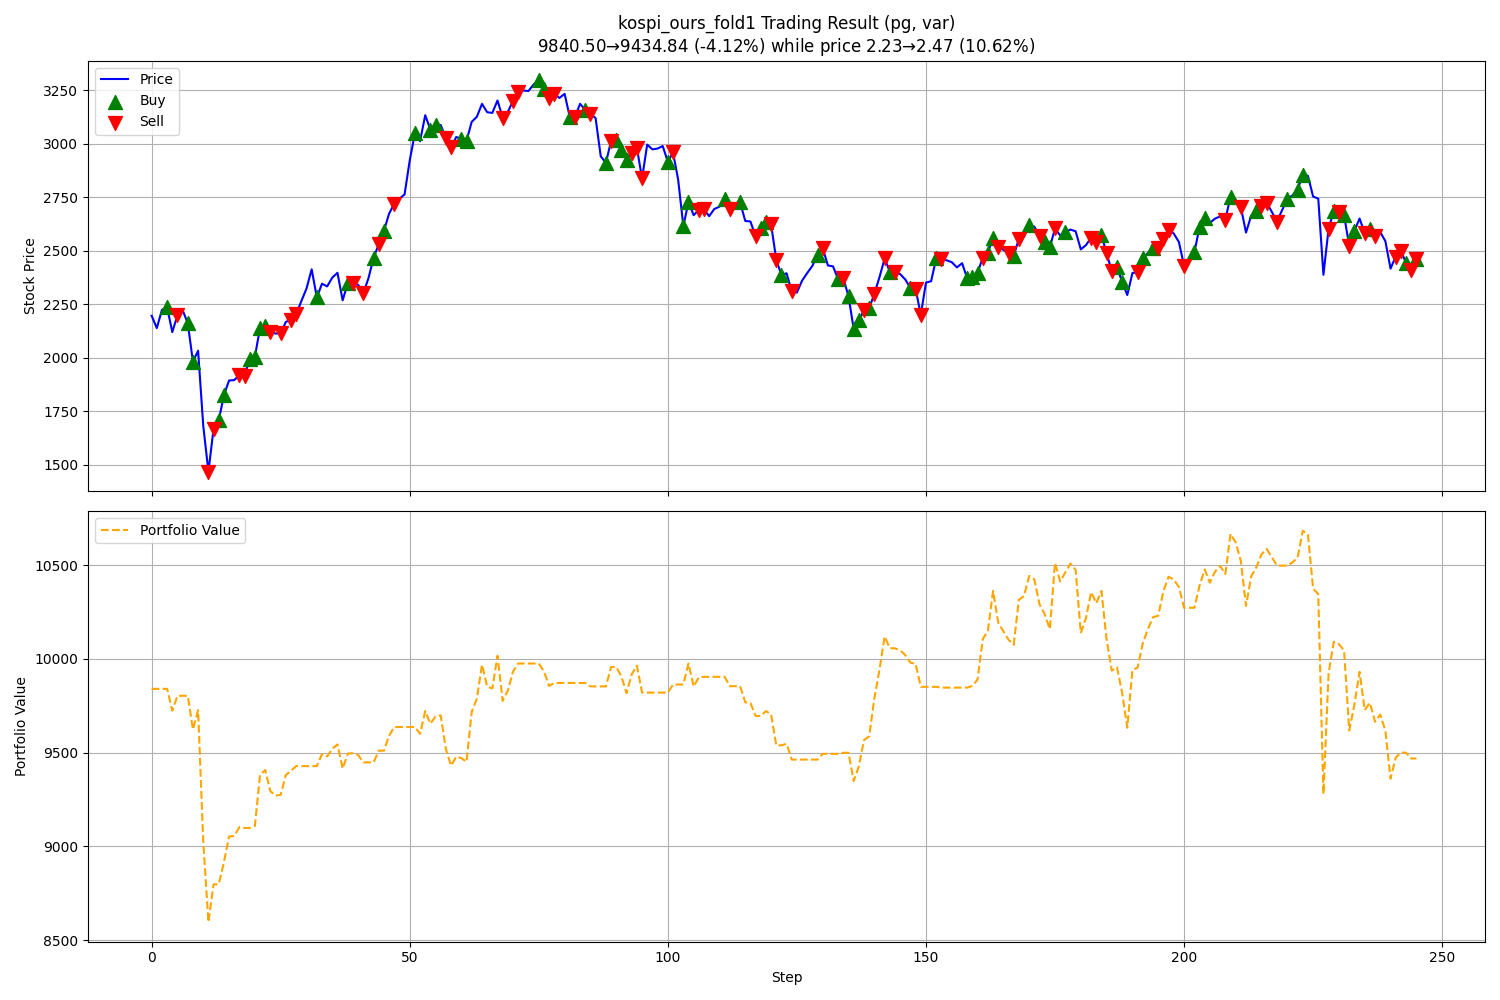 kospi_ours_fold1 Trading Result (pg, var)
9840.50→9434.84 (-4.12%) while price 2.23→2.47 (10.62%)
Price
Buy
Sell
Stock Price
3250
3000
2750
2500
2250
2000
1750
1500
Portfolio Value
Portfolio Value
10500
10000
9500
9000
8500
0
50
100
150
200
250
Step